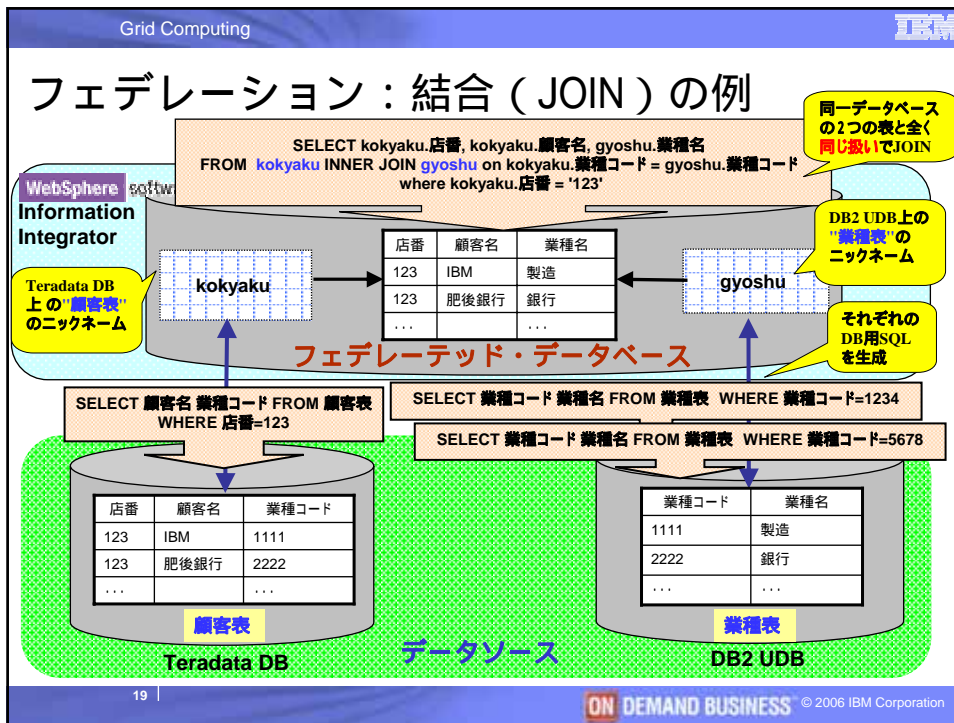 Grid Computing
IBM
フェデレーション：結合（JOIN）の例
同一データベース
の2つの表と全く
同じ扱いでJOIN
SELECT kokyaku.店番, kokyaku.顧客名, gyoshu.業種名
FROM kokyaku INNER JOIN gyoshu on kokyaku.業種コード = gyoshu.業種コード
where kokyaku.店番 = '123'
WebSphere softw
Information
Integrator
DB2 UDB上の
"業種表"の
ニックネーム
店番 顧客名 業種名
123 IBM 製造
123 肥後銀行 銀行
... ...
Teradata DB
上の"顧客表"
のニックネーム
kokyaku
gyoshu
それぞれの
DB用SQL
を生成
フェデレーテッド・データベース
SELECT 顧客名 業種コード FROM 顧客表
WHERE 店番=123
SELECT 業種コード 業種名 FROM 業種表 WHERE 業種コード=1234
SELECT 業種コード 業種名 FROM 業種表 WHERE 業種コード=5678
店番 顧客名 業種コード
123 IBM 1111
123 肥後銀行 2222
... ...
顧客表
Teradata DB
業種コード 業種名
1111 製造
2222 銀行
... ...
業種表
DB2 UDB
データソース
19
ON DEMAND BUSINESS © 2006 IBM Corporation